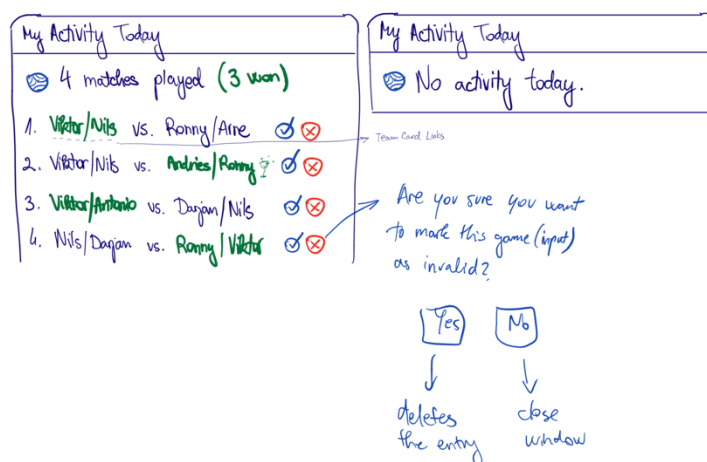 My Activity Today
4 matches played (3 won)
1. Viktor/Nils vs. Ronny/Arne
2. Viktor/Nils vs. Andries/Ronny
3. Viktor/Antonio vs. Darjan/Nils
4. Nils/Darjan vs. Ronny/Viktor
Team Card Links
My Activity Today
No activity today.
Are you sure you want
to mark this game (input)
as invalid?
Yes
No
deletes
the entry
close
window